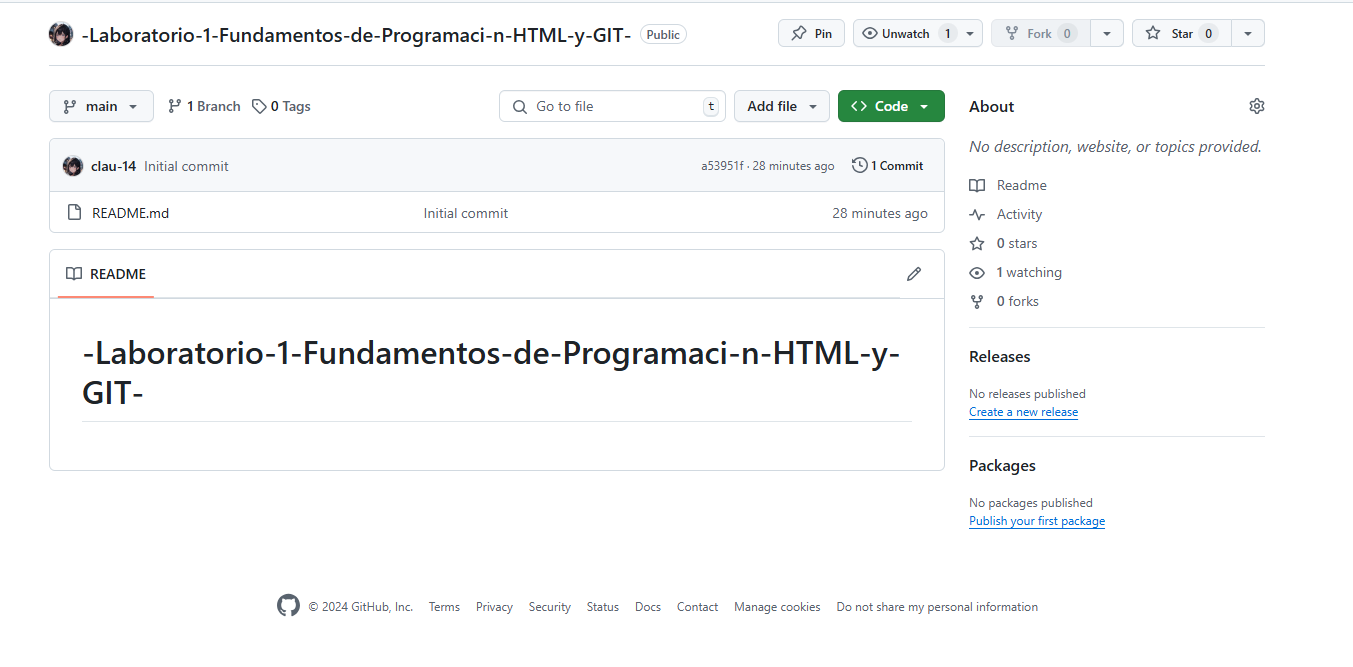 -Laboratorio-1-Fundamentos-de-Programaci-n-HTML-y-GIT- Public Pin Unwatch 1 Fork 0 Star 0
main 1 Branch 0 Tags Go to file t Add file Code
clau-14 Initial commit a53951f · 28 minutes ago 1 Commit
README.md Initial commit 28 minutes ago
README
-Laboratorio-1-Fundamentos-de-Programaci-n-HTML-y-
GIT-
About
No description, website, or topics provided.
Readme
Activity
0 stars
1 watching
0 forks
Releases
No releases published
Create a new release
Packages
No packages published
Publish your first package
© 2024 GitHub, Inc. Terms Privacy Security Status Docs Contact Manage cookies Do not share my personal information